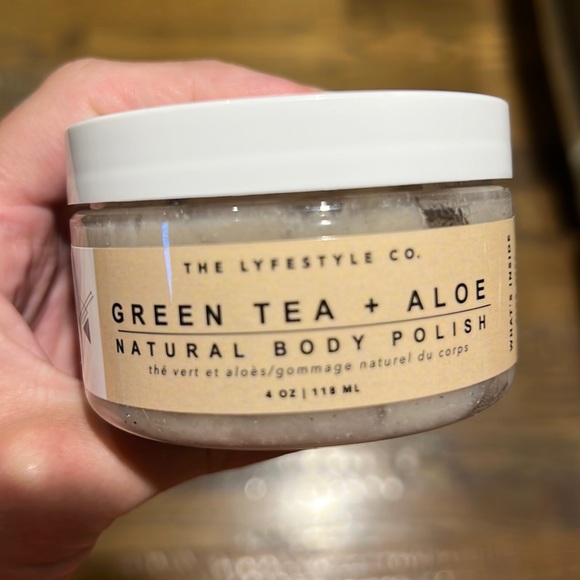 THE LYFESTYLE CO.
GREEN TEA + ALOE
NATURAL BODY POLISH
thé vert et aloès/gommage naturel du corps
4 OZ | 118 ML
WHAT'S INSIDE